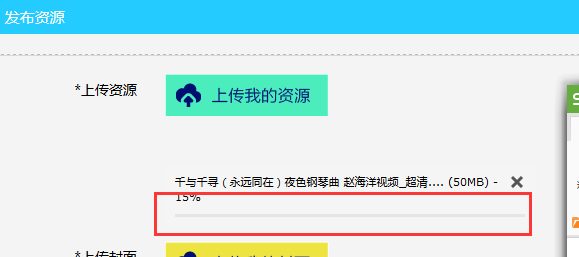 发布资源
*上传资源
上传我的资源
千与千寻（永远同在）夜色钢琴曲 赵海洋视频_超清.... (50MB) -
15%
*上传封面